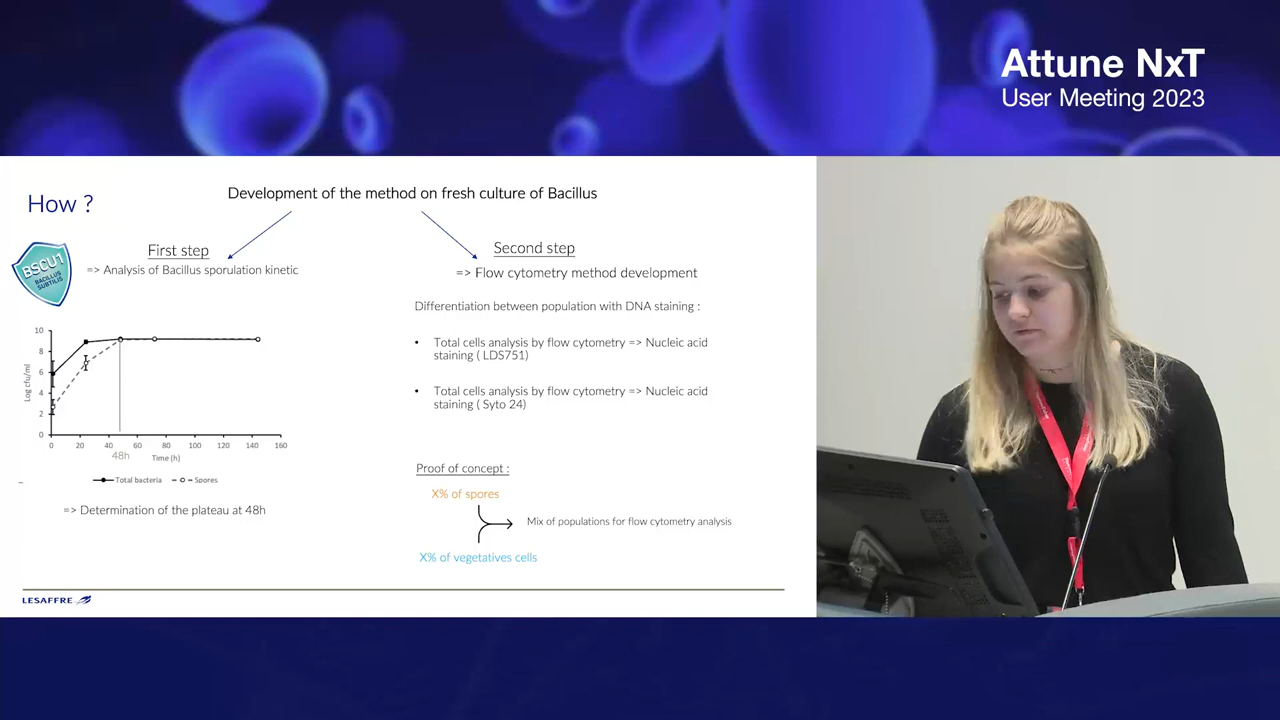 Attune NxT
User Meeting 2023
How ?
Development of the method on fresh culture of Bacillus
First step
=> Analysis of Bacillus sporulation kinetic
BSCU1
BACILLUS
SUBTILIS
10
8
6
4
2
0
Log cfu/ml
0 20 40 60 80 100 120 140 160
48h
Time (h)
Total bacteria
Spores
=> Determination of the plateau at 48h
Second step
=> Flow cytometry method development
Differentiation between population with DNA staining :
• Total cells analysis by flow cytometry => Nucleic acid
staining ( LDS751)
• Total cells analysis by flow cytometry => Nucleic acid
staining ( Syto 24)
Proof of concept :
X% of spores
Mix of populations for flow cytometry analysis
X% of vegetatives cells
LESAFFRE